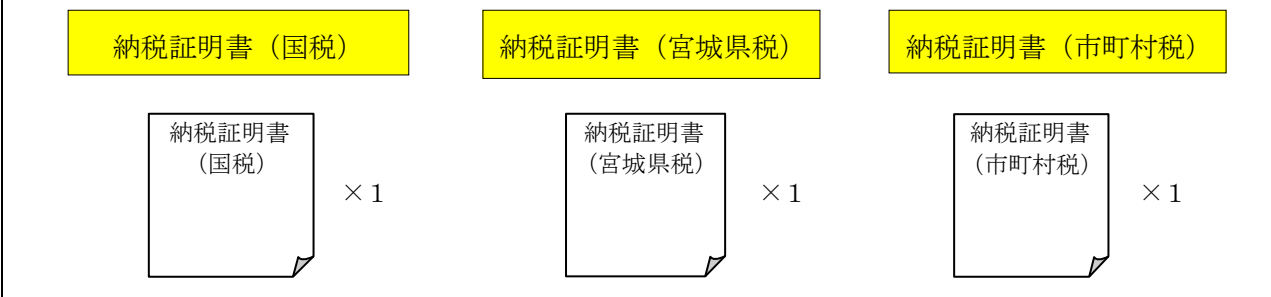 納税証明書（国税）
納税証明書（宮城県税）
納税証明書（市町村税）
納税証明書
（国税）
×１
納税証明書
（宮城県税）
×１
納税証明書
（市町村税）
×１